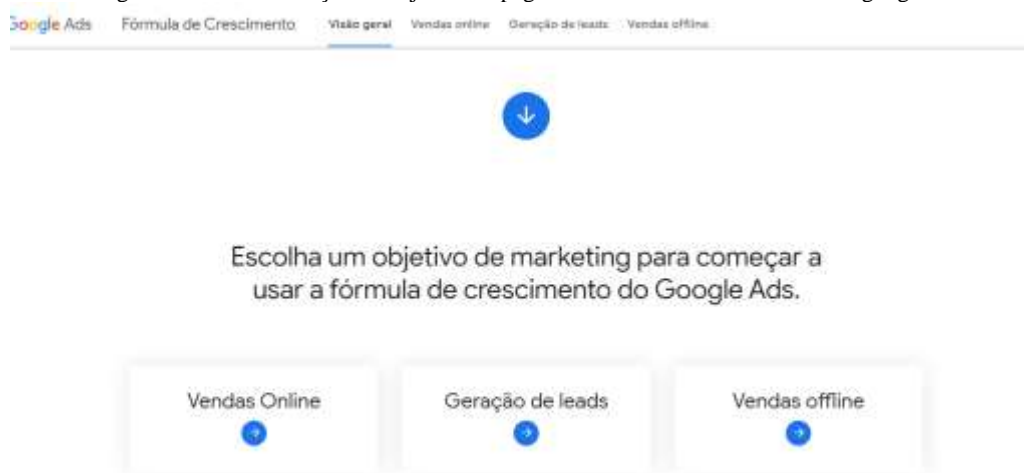 Google Ads Fórmula de Crescimento Visão geral Vendas online Geração de leads Vendas offline
Escolha um objetivo de marketing para começar a
usar a fórmula de crescimento do Google Ads.
Vendas Online Geração de leads Vendas offline